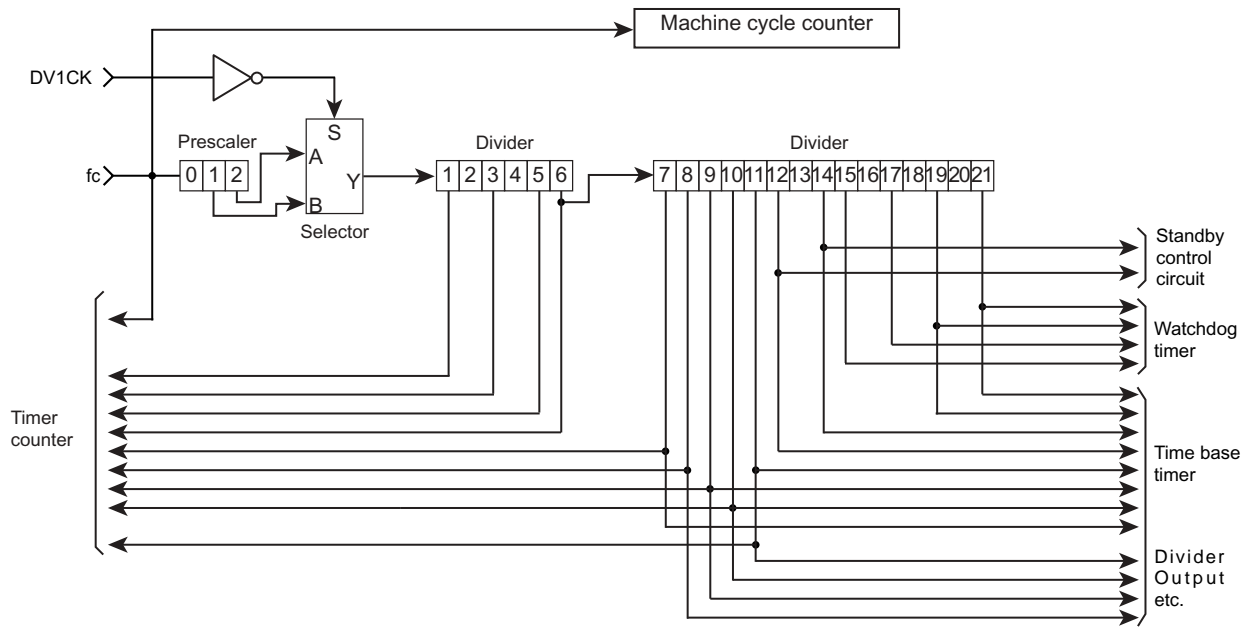 Machine cycle counter
DV1CK
S
Prescaler
Divider
Divider
A
fc
0 1 2
Y
1 2 3 4 5 6
7 8 9 10 11 12 13 14 15 16 17 18 19 20 21
B
Selector
Standby
control
circuit
Watchdog
timer
Timer
counter
Time base
timer
Divider
Output
etc.